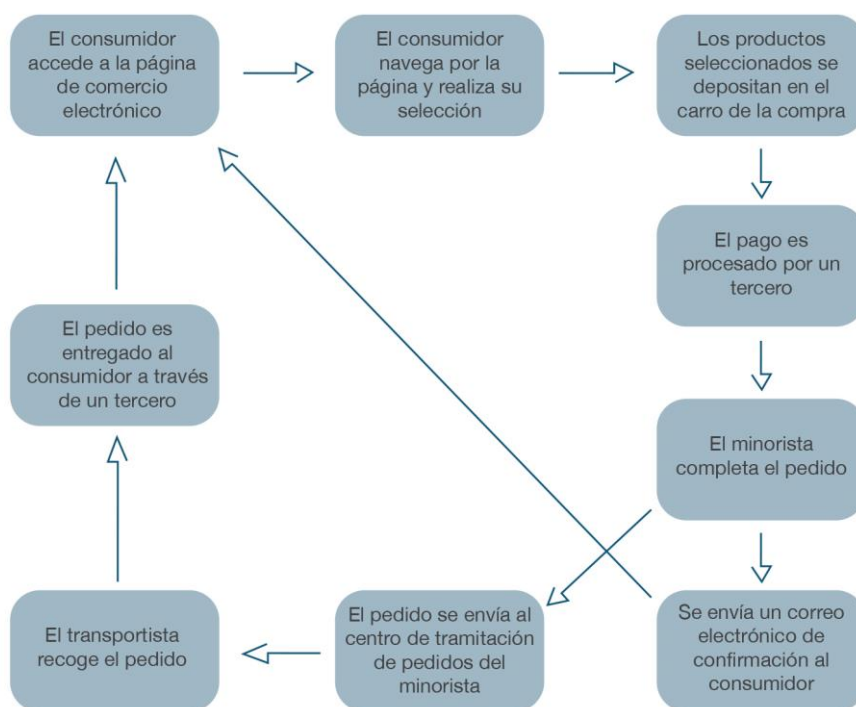 El consumidor
accede a la página
de comercio
electrónico
El consumidor
navega por la
página y realiza su
selección
Los productos
seleccionados se
depositan en el
carro de la compra
El pago es
procesado por un
tercero
El minorista
completa el pedido
Se envía un correo
electrónico de
confirmación al
consumidor
El pedido se envía al
centro de tramitación
de pedidos del
minorista
El transportista
recoge el pedido
El pedido es
entregado al
consumidor a través
de un tercero